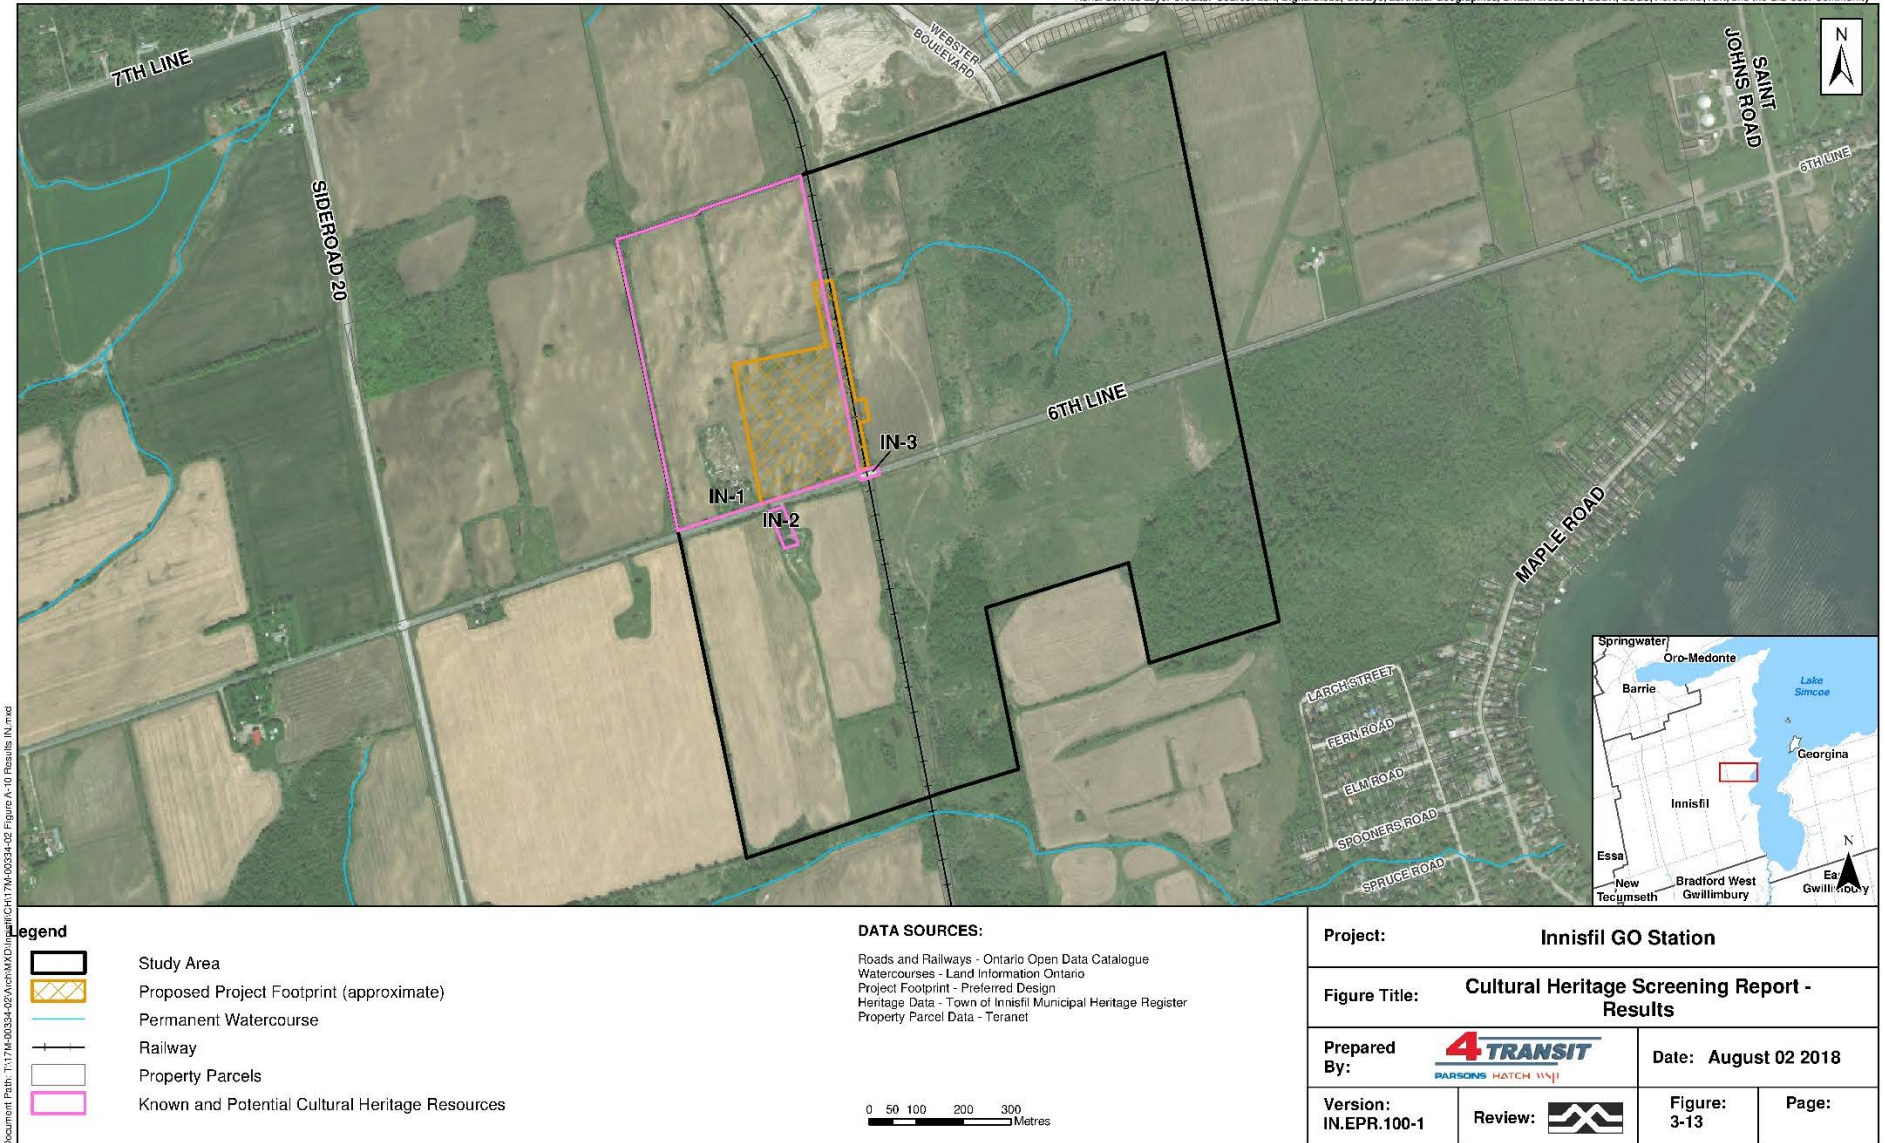 7TH LINE
WEBSTER
BOULEVARD
SAINT
JOHNS ROAD
N
6TH LINE
SIDEROAD 20
6TH LINE
IN-3
IN-1
IN-2
MAPLE ROAD
LARCH STREET
FERN ROAD
ELM ROAD
SPOONERS ROAD
SPRUCE ROAD
Springwater
Oro-Medonte
Barrie
Lake
Simcoe
Georgina
Innisfil
N
Essa
New
Tecumseth
Bradford West
Gwillimbury
Ea
Gwillimbury
Legend
Study Area
Proposed Project Footprint (approximate)
Permanent Watercourse
Railway
Property Parcels
Known and Potential Cultural Heritage Resources
DATA SOURCES:
Roads and Railways - Ontario Open Data Catalogue
Watercourses - Land Information Ontario
Project Footprint - Preferred Design
Heritage Data - Town of Innisfil Municipal Heritage Register
Property Parcel Data - Teranet
0 50 100 200 300
Metres
Project: Innisfil GO Station
Figure Title: Cultural Heritage Screening Report -
Results
Prepared
By:
4TRANSIT
PARSONS HATCH wsp
Date: August 02 2018
Version:
IN.EPR.100-1
Review:
Figure:
3-13
Page: